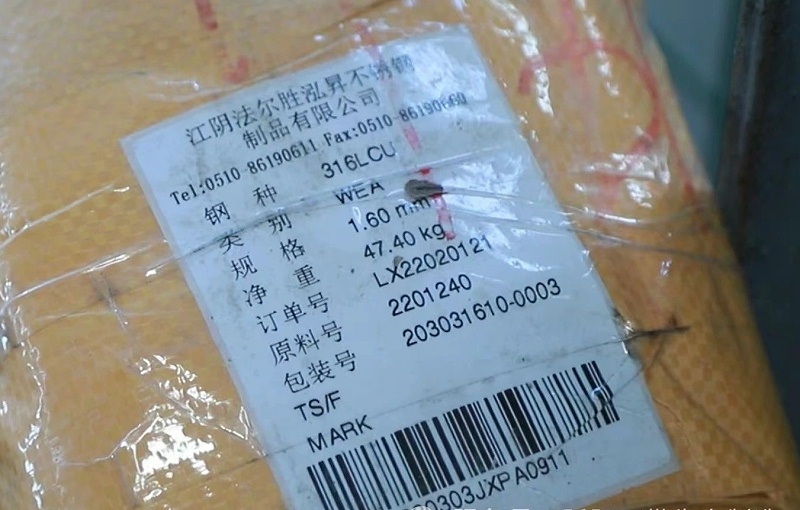 江阴法尔胜泓昇不锈钢
制品有限公司
Tel:0510-86190611 Fax:0510-86190660
钢 种 316LCU
类 别 WEA
规 格 1.60 mm
净 重 47.40 kg
订单号 LX22020121
原料号 2201240
包装号 203031610-0003
TS/F
MARK
0303JXPA0911